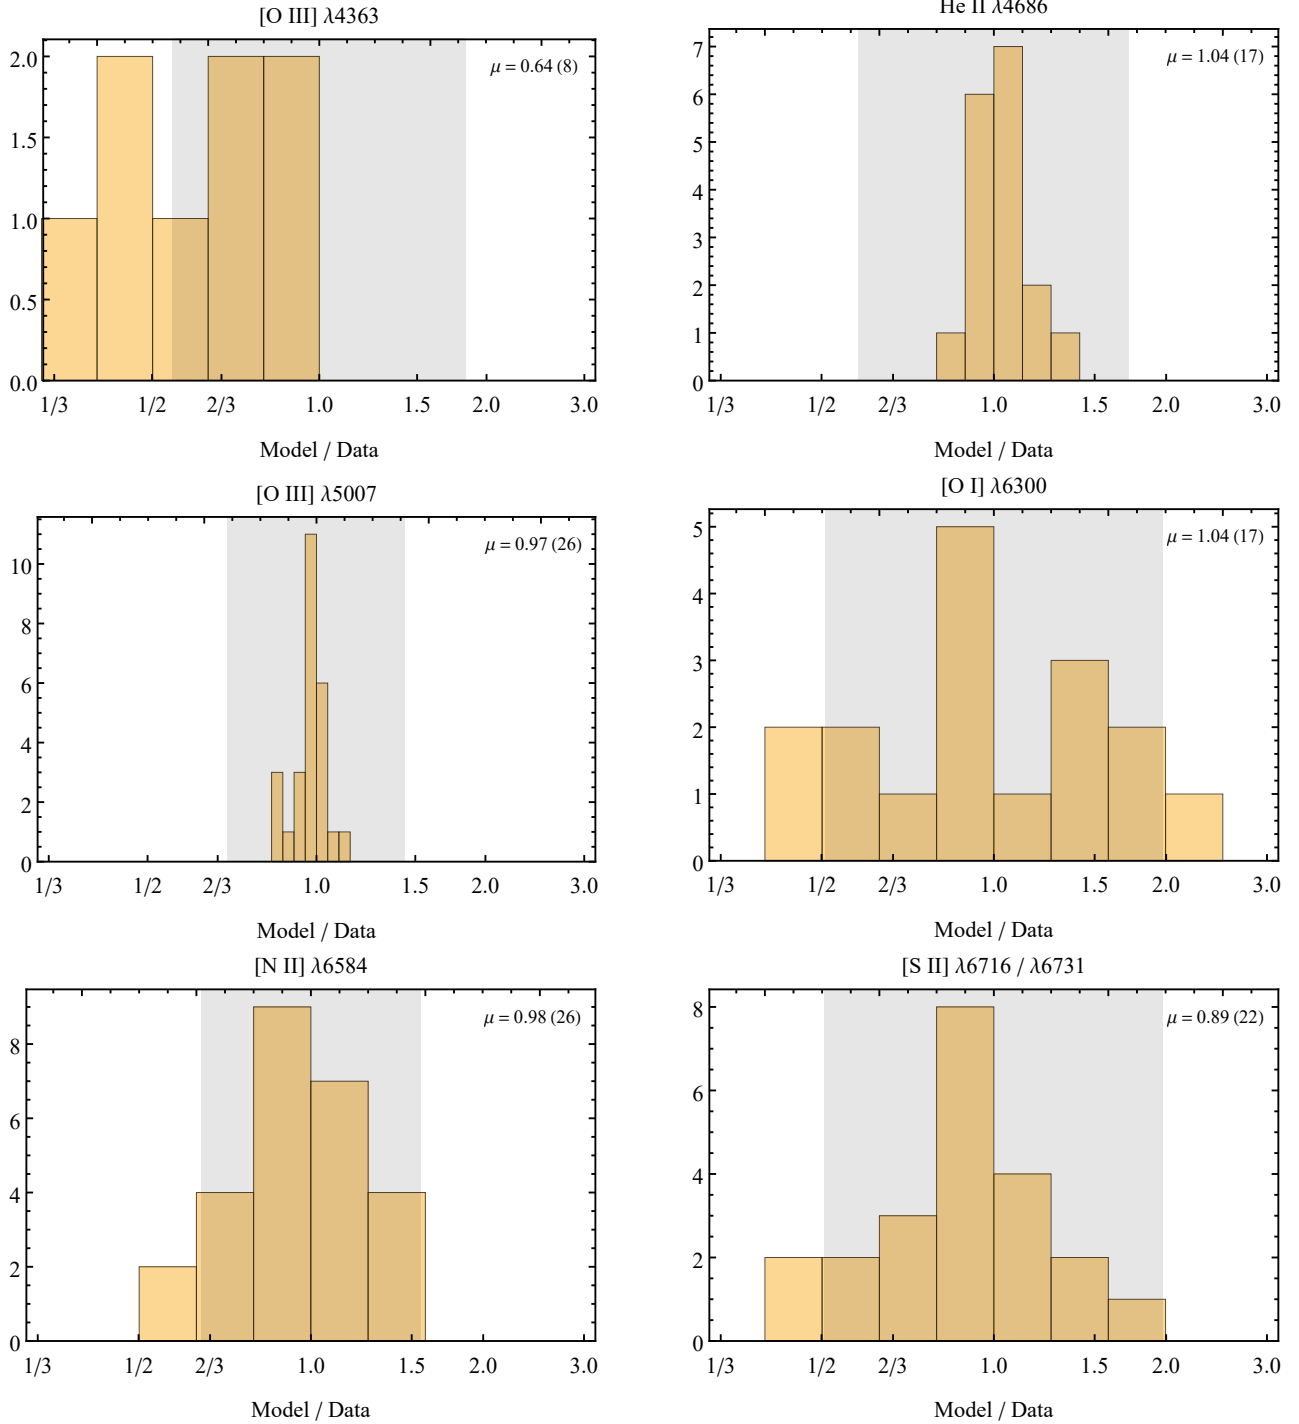 [O III] λ4363
μ = 0.64 (8)
2.0
1.5
1.0
0.5
0.0
1/3 1/2 2/3 1.0 1.5 2.0 3.0
Model / Data
He II λ4686
μ = 1.04 (17)
7
6
5
4
3
2
1
0
1/3 1/2 2/3 1.0 1.5 2.0 3.0
Model / Data
[O III] λ5007
μ = 0.97 (26)
10
8
6
4
2
0
1/3 1/2 2/3 1.0 1.5 2.0 3.0
Model / Data
[O I] λ6300
μ = 1.04 (17)
5
4
3
2
1
0
1/3 1/2 2/3 1.0 1.5 2.0 3.0
Model / Data
[N II] λ6584
μ = 0.98 (26)
8
6
4
2
0
1/3 1/2 2/3 1.0 1.5 2.0 3.0
Model / Data
[S II] λ6716 / λ6731
μ = 0.89 (22)
8
6
4
2
0
1/3 1/2 2/3 1.0 1.5 2.0 3.0
Model / Data